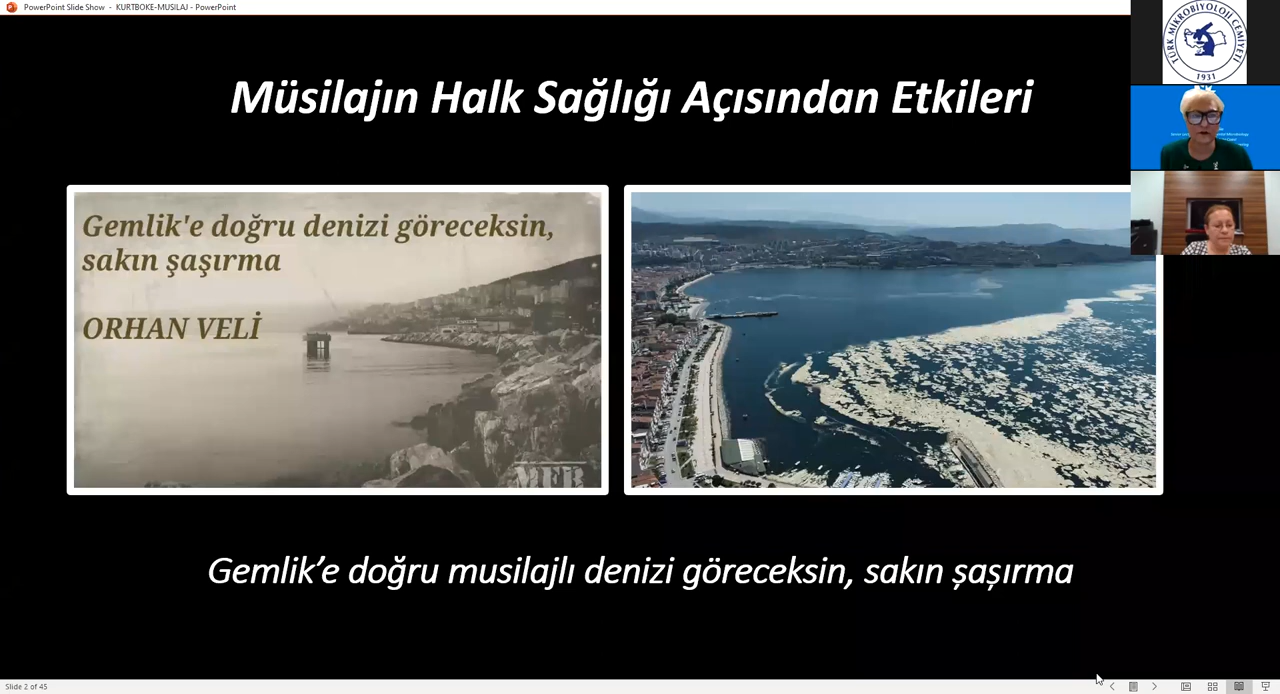 PowerPoint Slide Show - KURTBOKE-MUSILAJ - PowerPoint
TÜRK MİKROBİYOLOJİ CEMİYETİ
1931
Müsilajın Halk Sağlığı Açısından Etkileri
Gemlik'e doğru denizi göreceksin,
sakın şaşırma
ORHAN VELİ
MFB
Gemlik’e doğru musilajlı denizi göreceksin, sakın şaşırma
Slide 2 of 45